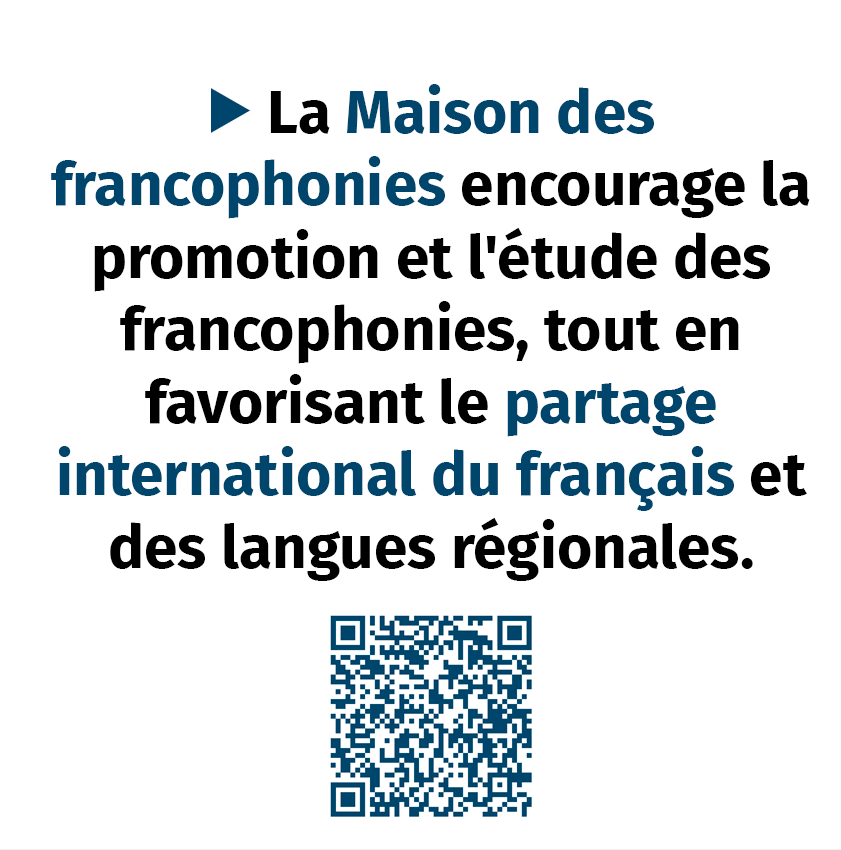 ▶ La Maison des
francophonies encourage la
promotion et l'étude des
francophonies, tout en
favorisant le partage
international du français et
des langues régionales.